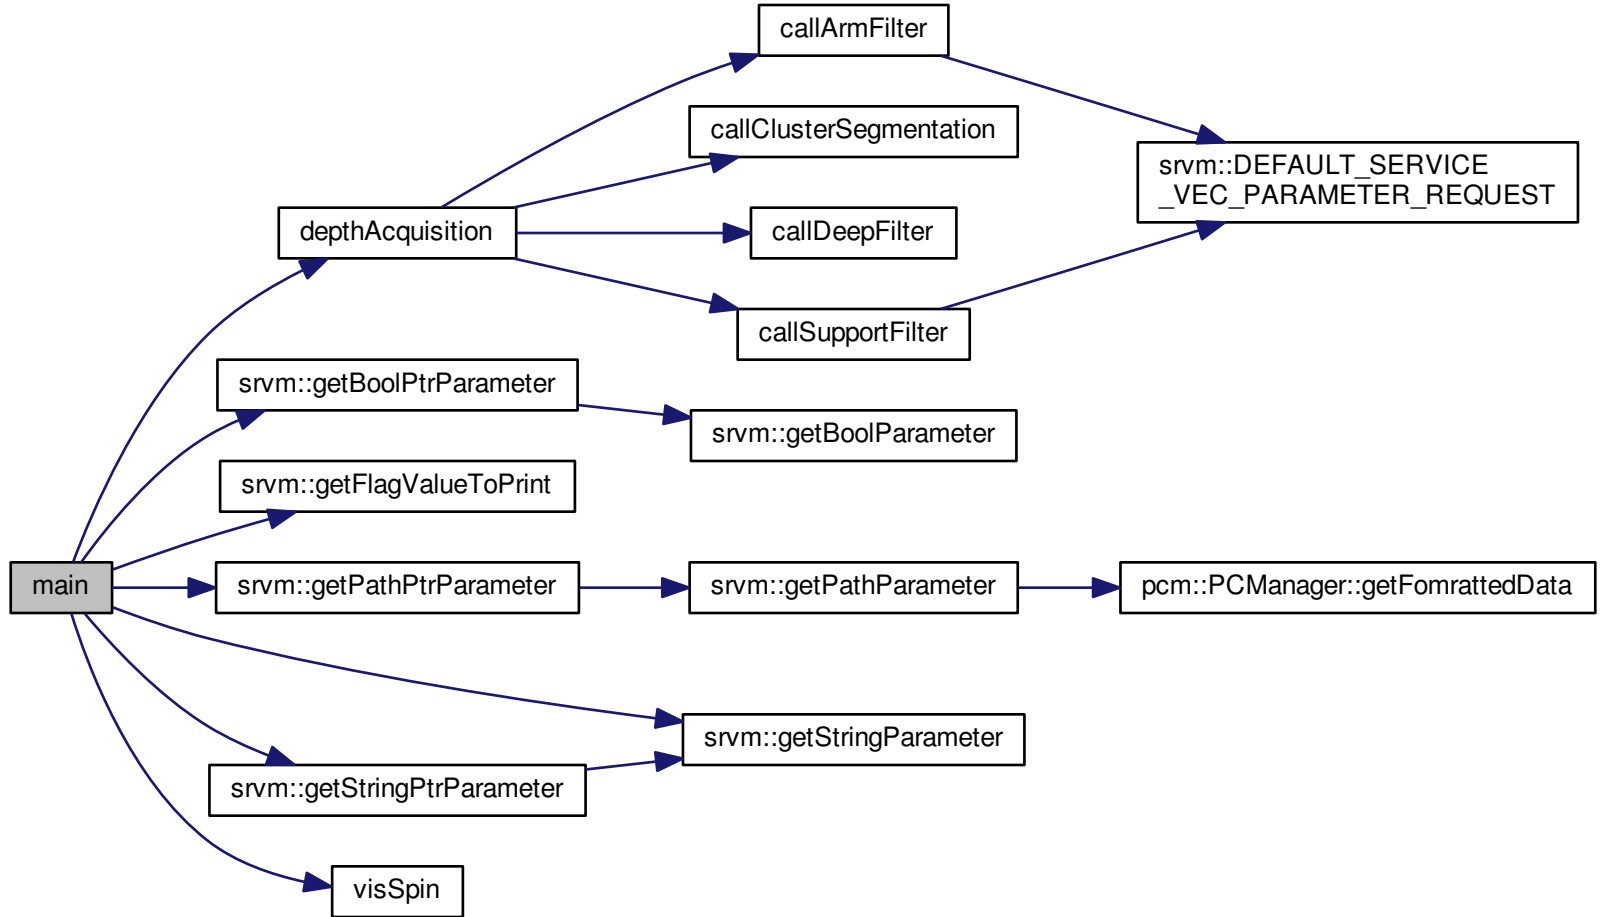 callArmFilter
callClusterSegmentation
srvm::DEFAULT_SERVICE
_VEC_PARAMETER_REQUEST
depthAcquisition
callDeepFilter
callSupportFilter
srvm::getBoolPtrParameter
srvm::getBoolParameter
srvm::getFlagValueToPrint
main
srvm::getPathPtrParameter
srvm::getPathParameter
pcm::PCManager::getFomrattedData
srvm::getStringParameter
srvm::getStringPtrParameter
visSpin